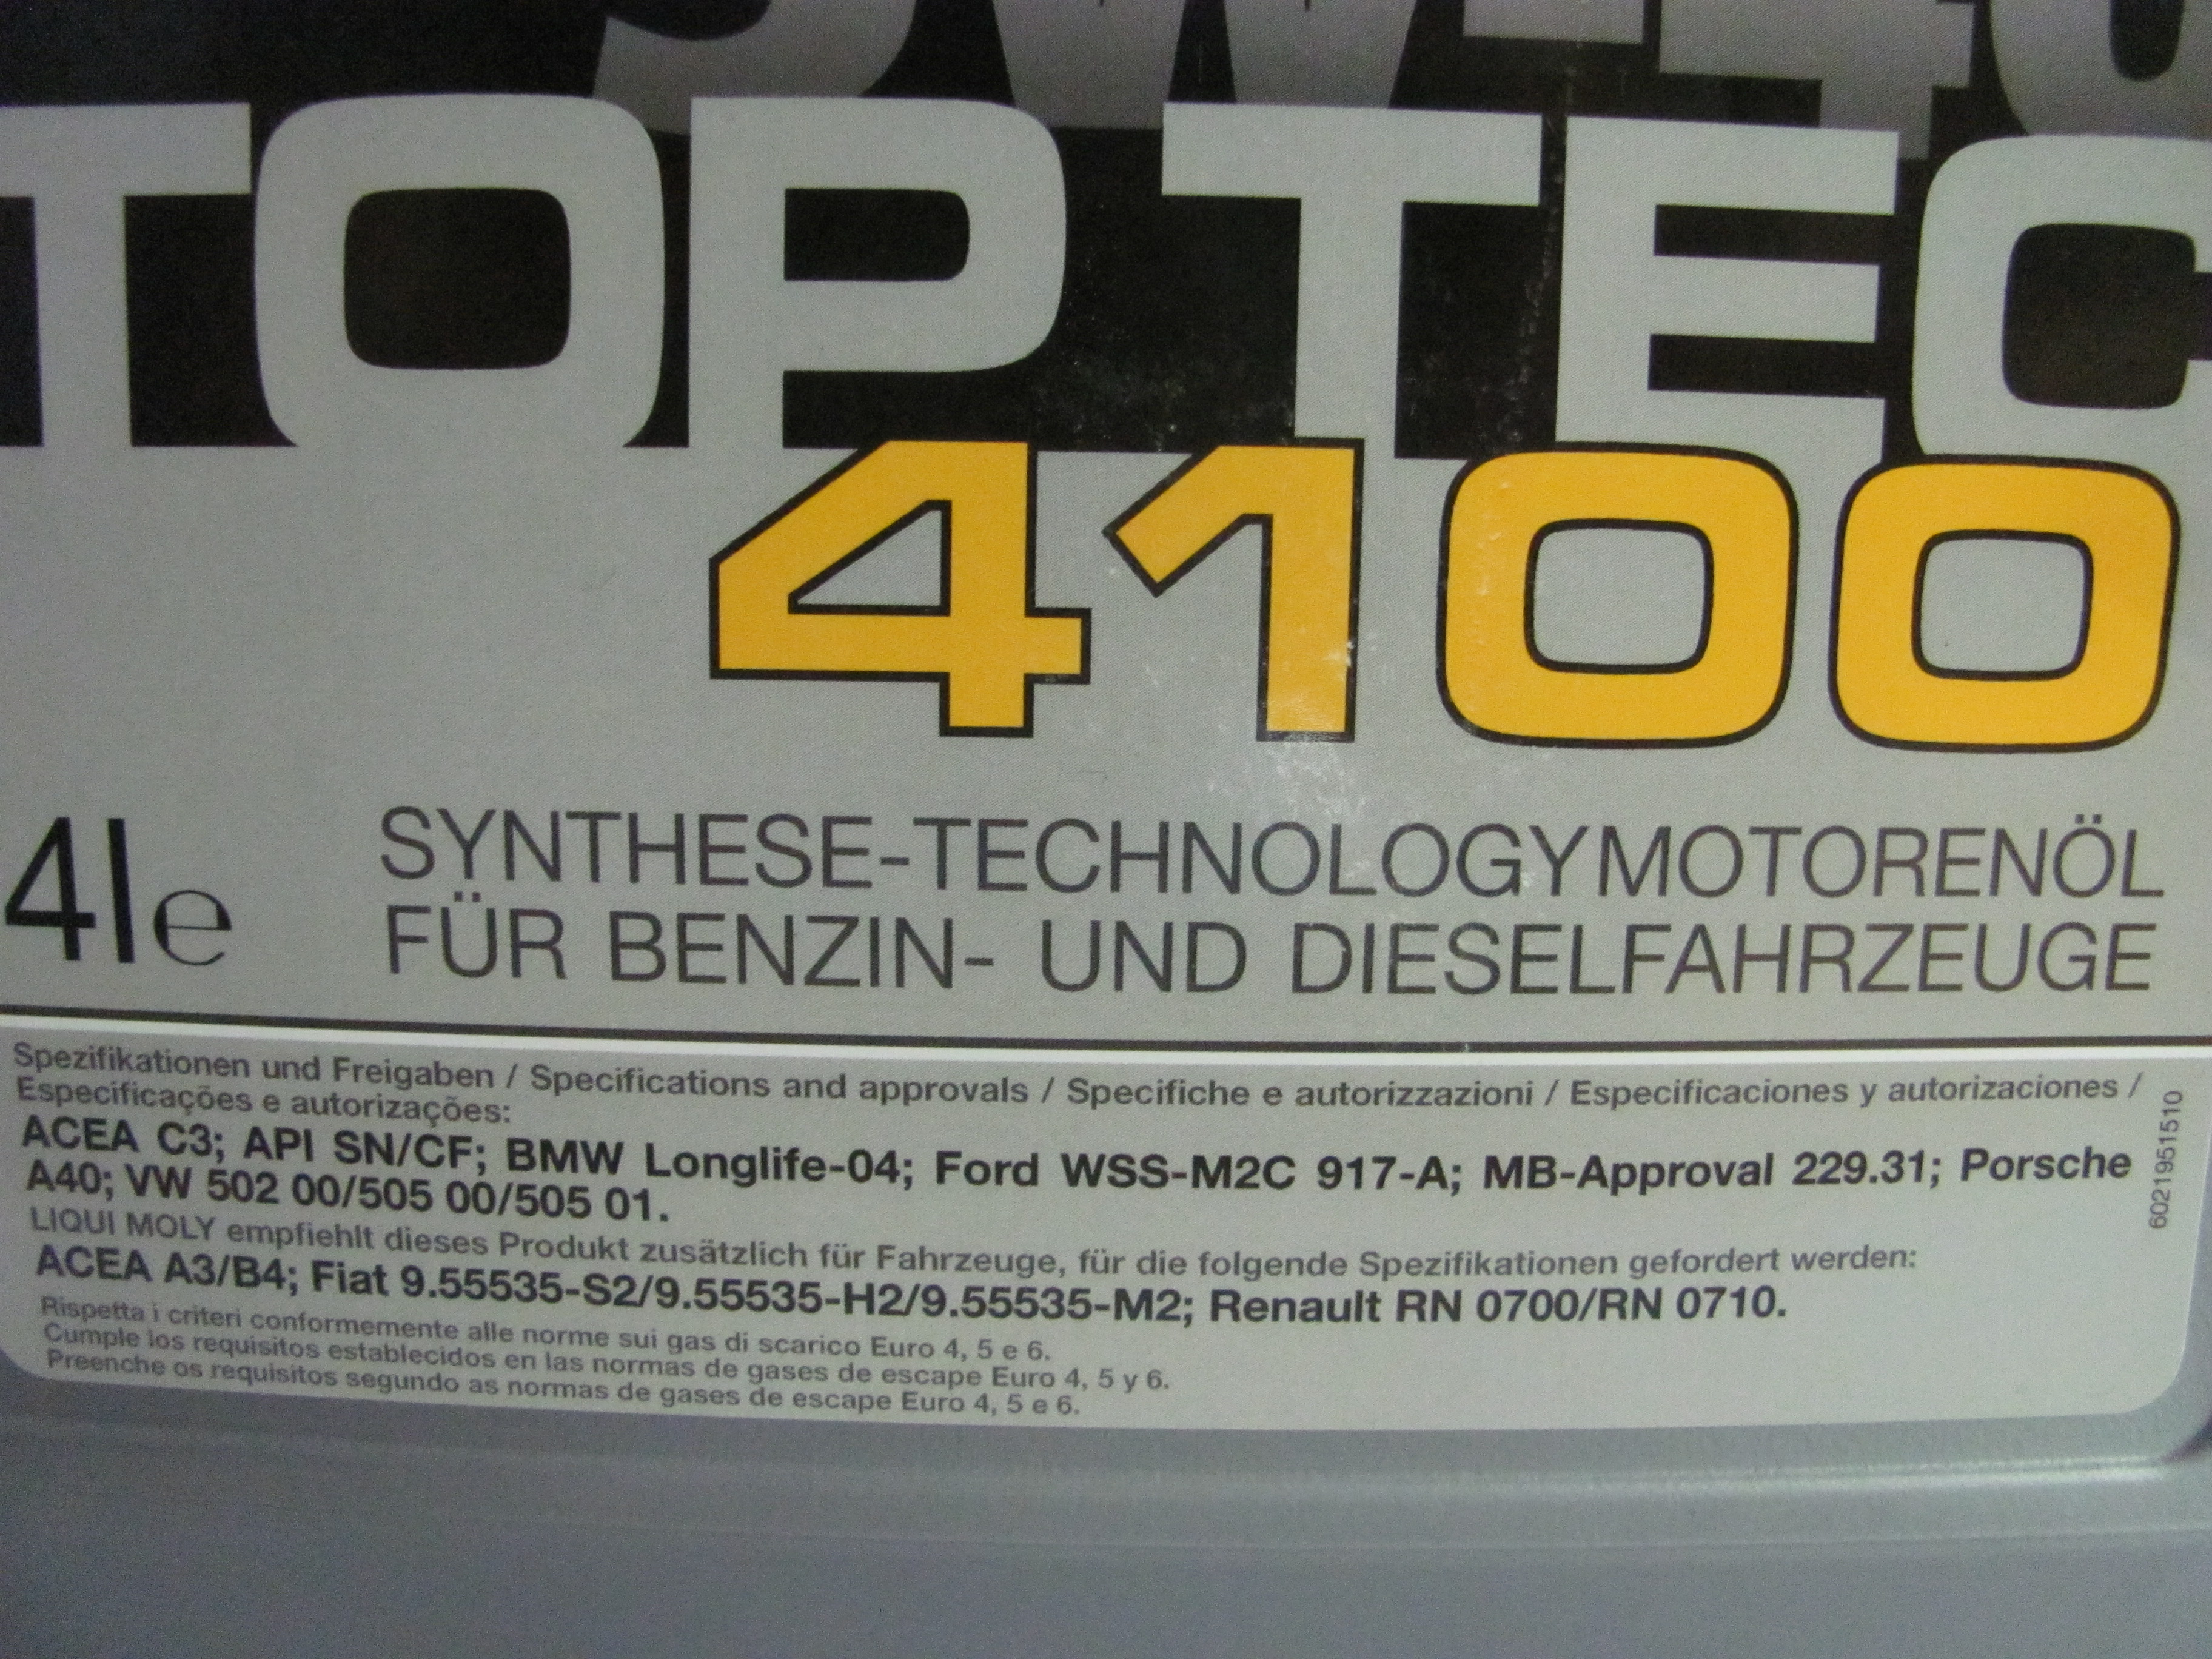 5W-40
TOP TEC
4100
4l e
SYNTHESE-TECHNOLOGY MOTORENÖL
FÜR BENZIN- UND DIESELFAHRZEUGE
Spezifikationen und Freigaben / Specifications and approvals / Specifiche e autorizzazioni / Especificaciones y autorizaciones /
Especificações e autorizações:
ACEA C3; API SN/CF; BMW Longlife-04; Ford WSS-M2C 917-A; MB-Approval 229.31; Porsche
A40; VW 502 00/505 00/505 01.
LIQUI MOLY empfiehlt dieses Produkt zusätzlich für Fahrzeuge, für die folgende Spezifikationen gefordert werden:
ACEA A3/B4; Fiat 9.55535-S2/9.55535-H2/9.55535-M2; Renault RN 0700/RN 0710.
Rispetta i criteri conformemente alle norme sui gas di scarico Euro 4, 5 e 6.
Cumple los requisitos establecidos en las normas de gases de escape Euro 4, 5 y 6.
Preenche os requisitos segundo as normas de gases de escape Euro 4, 5 e 6.
6021951510